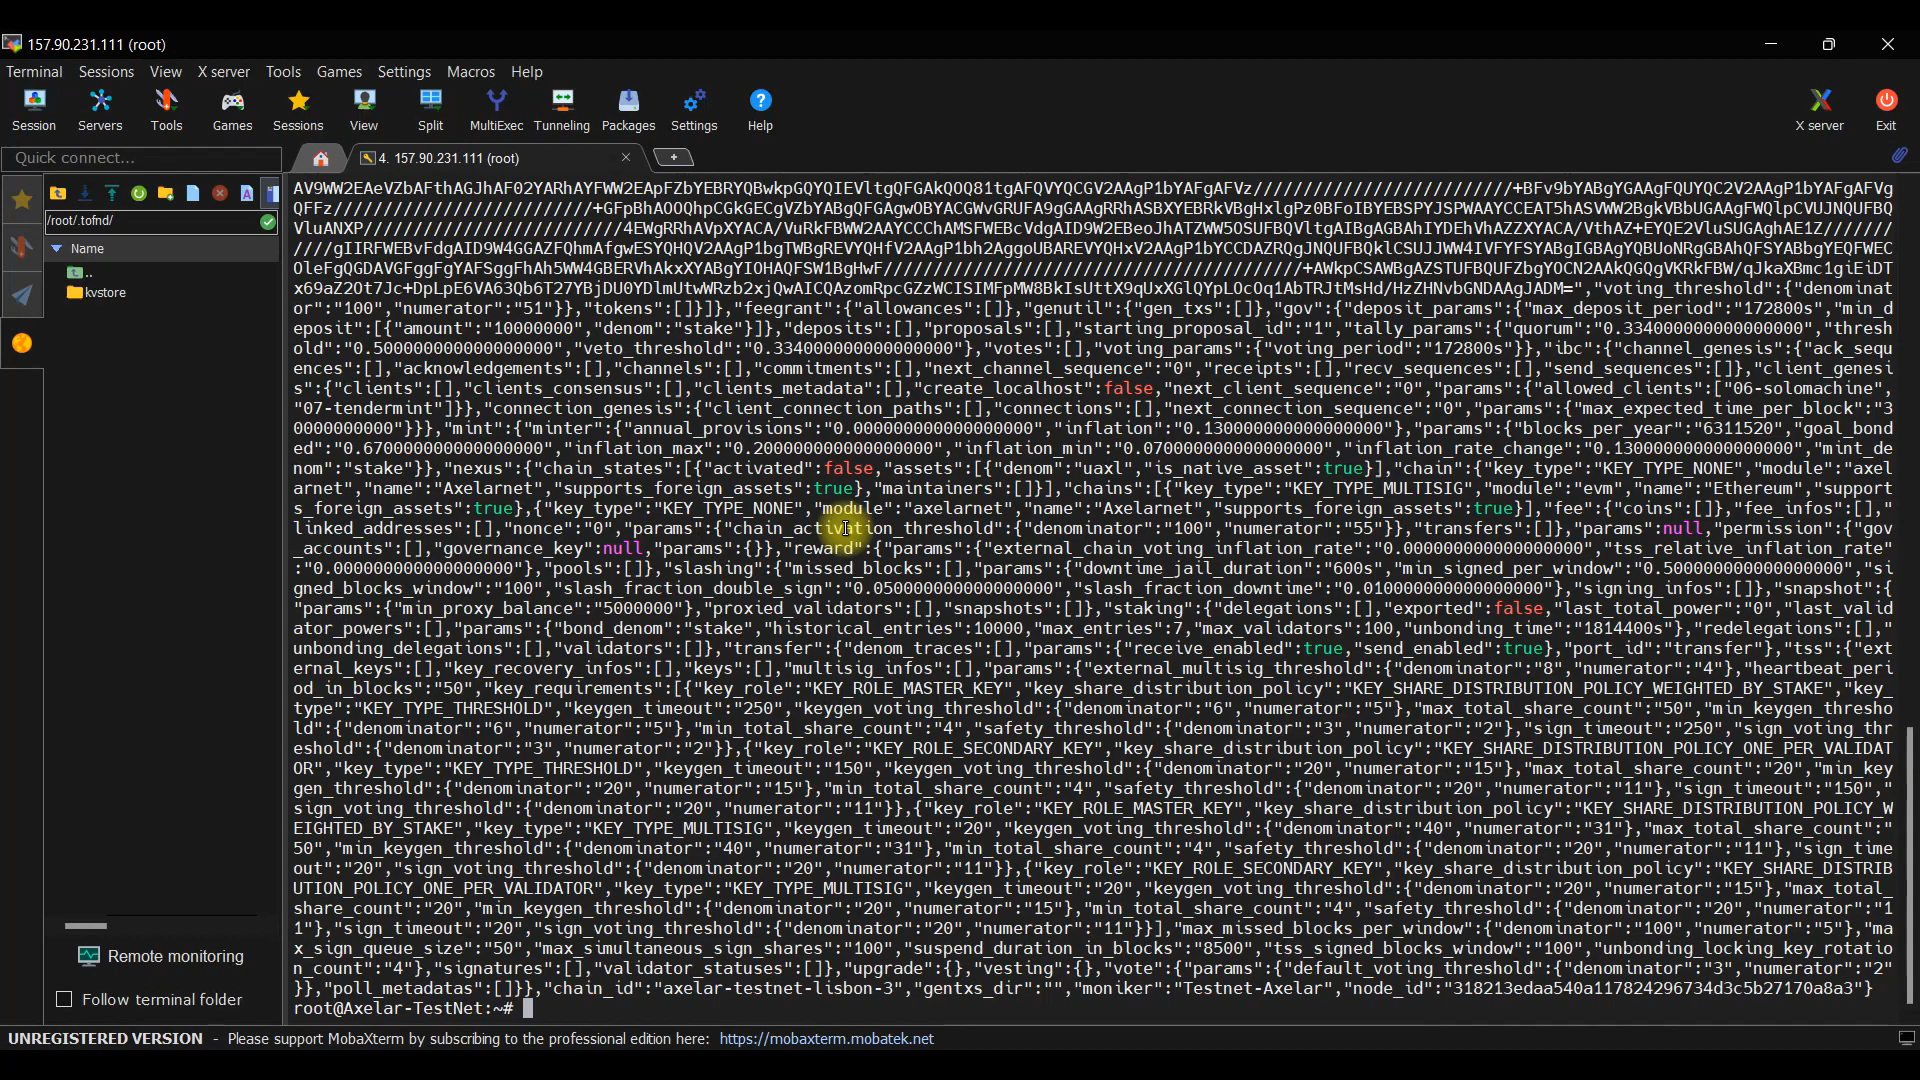 157.90.231.111 (root)
Terminal Sessions View X server Tools Games Settings Macros Help
Session Servers Tools Games Sessions View Split MultiExec Tunneling Packages Settings Help X server Exit
Quick connect...
4. 157.90.231.111 (root)
/root/.tofnd/
Name
..
kvstore
or":"100","numerator":"51"}},"tokens":[]}]},"feegrant":{"allowances":[]},"genutil":{"gen_txs":[]},"gov":{"deposit_params":{"max_deposit_period":"172800s","min_d
eposit":[{"amount":"10000000","denom":"stake"}]},"deposits":[],"proposals":[],"starting_proposal_id":"1","tally_params":{"quorum":"0.334000000000000000","thresh
old":"0.500000000000000000","veto_threshold":"0.334000000000000000"},"votes":[],"voting_params":{"voting_period":"172800s"}},"ibc":{"channel_genesis":{"ack_sequ
ences":[],"acknowledgements":[],"channels":[],"commitments":[],"next_channel_sequence":"0","receipts":[],"recv_sequences":[],"send_sequences":[]},"client_genesi
s":{"clients":[],"clients_consensus":[],"clients_metadata":[],"create_localhost":false,"next_client_sequence":"0","params":{"allowed_clients":["06-solomachine",
"07-tendermint"]}},"connection_genesis":{"client_connection_paths":[],"connections":[],"next_connection_sequence":"0","params":{"max_expected_time_per_block":"3
0000000000"}}},"mint":{"minter":{"annual_provisions":"0.000000000000000000","inflation":"0.130000000000000000"},"params":{"blocks_per_year":"6311520","goal_bond
ed":"0.670000000000000000","inflation_max":"0.200000000000000000","inflation_min":"0.070000000000000000","inflation_rate_change":"0.130000000000000000","mint_de
nom":"stake"}},"nexus":{"chain_states":[{"activated":false,"assets":[{"denom":"uaxl","is_native_asset":true}],"chain":{"key_type":"KEY_TYPE_NONE","module":"axel
arnet","name":"Axelarnet","supports_foreign_assets":true},"maintainers":[]}],"chains":[{"key_type":"KEY_TYPE_MULTISIG","module":"evm","name":"Ethereum","support
s_foreign_assets":true},{"key_type":"KEY_TYPE_NONE","module":"axelarnet","name":"Axelarnet","supports_foreign_assets":true}],"fee":{"coins":[]},"fee_infos":[],"
linked_addresses":[],"nonce":"0","params":{"chain_activation_threshold":{"denominator":"100","numerator":"55"}},"transfers":[]},"params":null,"permission":{"gov
_accounts":[],"governance_key":null,"params":{}},"reward":{"params":{"external_chain_voting_inflation_rate":"0.000000000000000000","tss_relative_inflation_rate"
:"0.000000000000000000"},"pools":[]},"slashing":{"missed_blocks":[],"params":{"downtime_jail_duration":"600s","min_signed_per_window":"0.500000000000000000","si
gned_blocks_window":"100","slash_fraction_double_sign":"0.050000000000000000","slash_fraction_downtime":"0.010000000000000000"},"signing_infos":[]},"snapshot":{
"params":{"min_proxy_balance":"5000000"},"proxied_validators":[],"snapshots":[]},"staking":{"delegations":[],"exported":false,"last_total_power":"0","last_valid
ator_powers":[],"params":{"bond_denom":"stake","historical_entries":10000,"max_entries":7,"max_validators":100,"unbonding_time":"1814400s"},"redelegations":[],"
unbonding_delegations":[],"validators":[]},"transfer":{"denom_traces":[],"params":{"receive_enabled":true,"send_enabled":true},"port_id":"transfer"},"tss":{"ext
ernal_keys":[],"key_recovery_infos":[],"keys":[],"multisig_infos":[],"params":{"external_multisig_threshold":{"denominator":"8","numerator":"4"},"heartbeat_peri
od_in_blocks":"50","key_requirements":[{"key_role":"KEY_ROLE_MASTER_KEY","key_share_distribution_policy":"KEY_SHARE_DISTRIBUTION_POLICY_WEIGHTED_BY_STAKE","key_
type":"KEY_TYPE_THRESHOLD","keygen_timeout":"250","keygen_voting_threshold":{"denominator":"6","numerator":"5"},"max_total_share_count":"50","min_keygen_thresho
ld":{"denominator":"6","numerator":"5"},"min_total_share_count":"4","safety_threshold":{"denominator":"3","numerator":"2"},"sign_timeout":"250","sign_voting_thr
eshold":{"denominator":"3","numerator":"2"}},{"key_role":"KEY_ROLE_SECONDARY_KEY","key_share_distribution_policy":"KEY_SHARE_DISTRIBUTION_POLICY_ONE_PER_VALIDAT
OR","key_type":"KEY_TYPE_THRESHOLD","keygen_timeout":"150","keygen_voting_threshold":{"denominator":"20","numerator":"15"},"max_total_share_count":"20","min_key
gen_threshold":{"denominator":"20","numerator":"15"},"min_total_share_count":"4","safety_threshold":{"denominator":"20","numerator":"11"},"sign_timeout":"150","
sign_voting_threshold":{"denominator":"20","numerator":"11"}},{"key_role":"KEY_ROLE_MASTER_KEY","key_share_distribution_policy":"KEY_SHARE_DISTRIBUTION_POLICY_W
EIGHTED_BY_STAKE","key_type":"KEY_TYPE_MULTISIG","keygen_timeout":"20","keygen_voting_threshold":{"denominator":"40","numerator":"31"},"max_total_share_count":"
50","min_keygen_threshold":{"denominator":"40","numerator":"31"},"min_total_share_count":"4","safety_threshold":{"denominator":"20","numerator":"11"},"sign_time
out":"20","sign_voting_threshold":{"denominator":"20","numerator":"11"}},{"key_role":"KEY_ROLE_SECONDARY_KEY","key_share_distribution_policy":"KEY_SHARE_DISTRIB
UTION_POLICY_ONE_PER_VALIDATOR","key_type":"KEY_TYPE_MULTISIG","keygen_timeout":"20","keygen_voting_threshold":{"denominator":"20","numerator":"15"},"max_total_
share_count":"20","min_keygen_threshold":{"denominator":"20","numerator":"15"},"min_total_share_count":"4","safety_threshold":{"denominator":"20","numerator":"1
1"},"sign_timeout":"20","sign_voting_threshold":{"denominator":"20","numerator":"11"}}],"max_missed_blocks_per_window":{"denominator":"100","numerator":"5"},"ma
x_sign_queue_size":"50","max_simultaneous_sign_shares":"100","suspend_duration_in_blocks":"8500","tss_signed_blocks_window":"100","unbonding_locking_key_rotatio
n_count":"4"},"signatures":[],"validator_statuses":[]},"upgrade":{},"vesting":{},"vote":{"params":{"default_voting_threshold":{"denominator":"3","numerator":"2"
}},"poll_metadatas":[]}},"chain_id":"axelar-testnet-lisbon-3","gentxs_dir":"","moniker":"Testnet-Axelar","node_id":"318213edaa540a117824296734d3c5b27170a8a3"}
root@Axelar-TestNet:~#
Remote monitoring
Follow terminal folder
UNREGISTERED VERSION - Please support MobaXterm by subscribing to the professional edition here: https://mobaxterm.mobatek.net